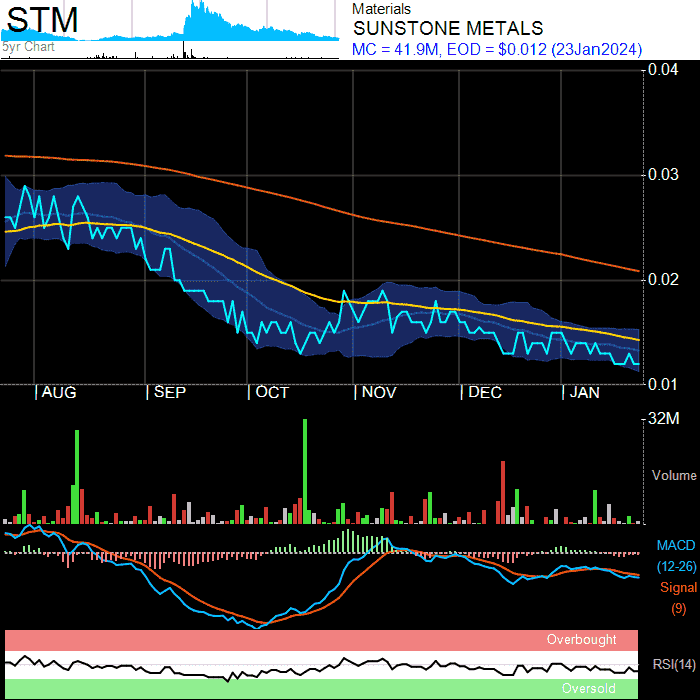 STM
5yr Chart
Materials
SUNSTONE METALS
MC = 41.9M, EOD = $0.012 (23Jan2024)
0.04
0.03
0.02
0.01
AUG SEP OCT NOV DEC JAN
32M
Volume
MACD
(12-26)
Signal
(9)
Overbought
RSI(14)
Oversold